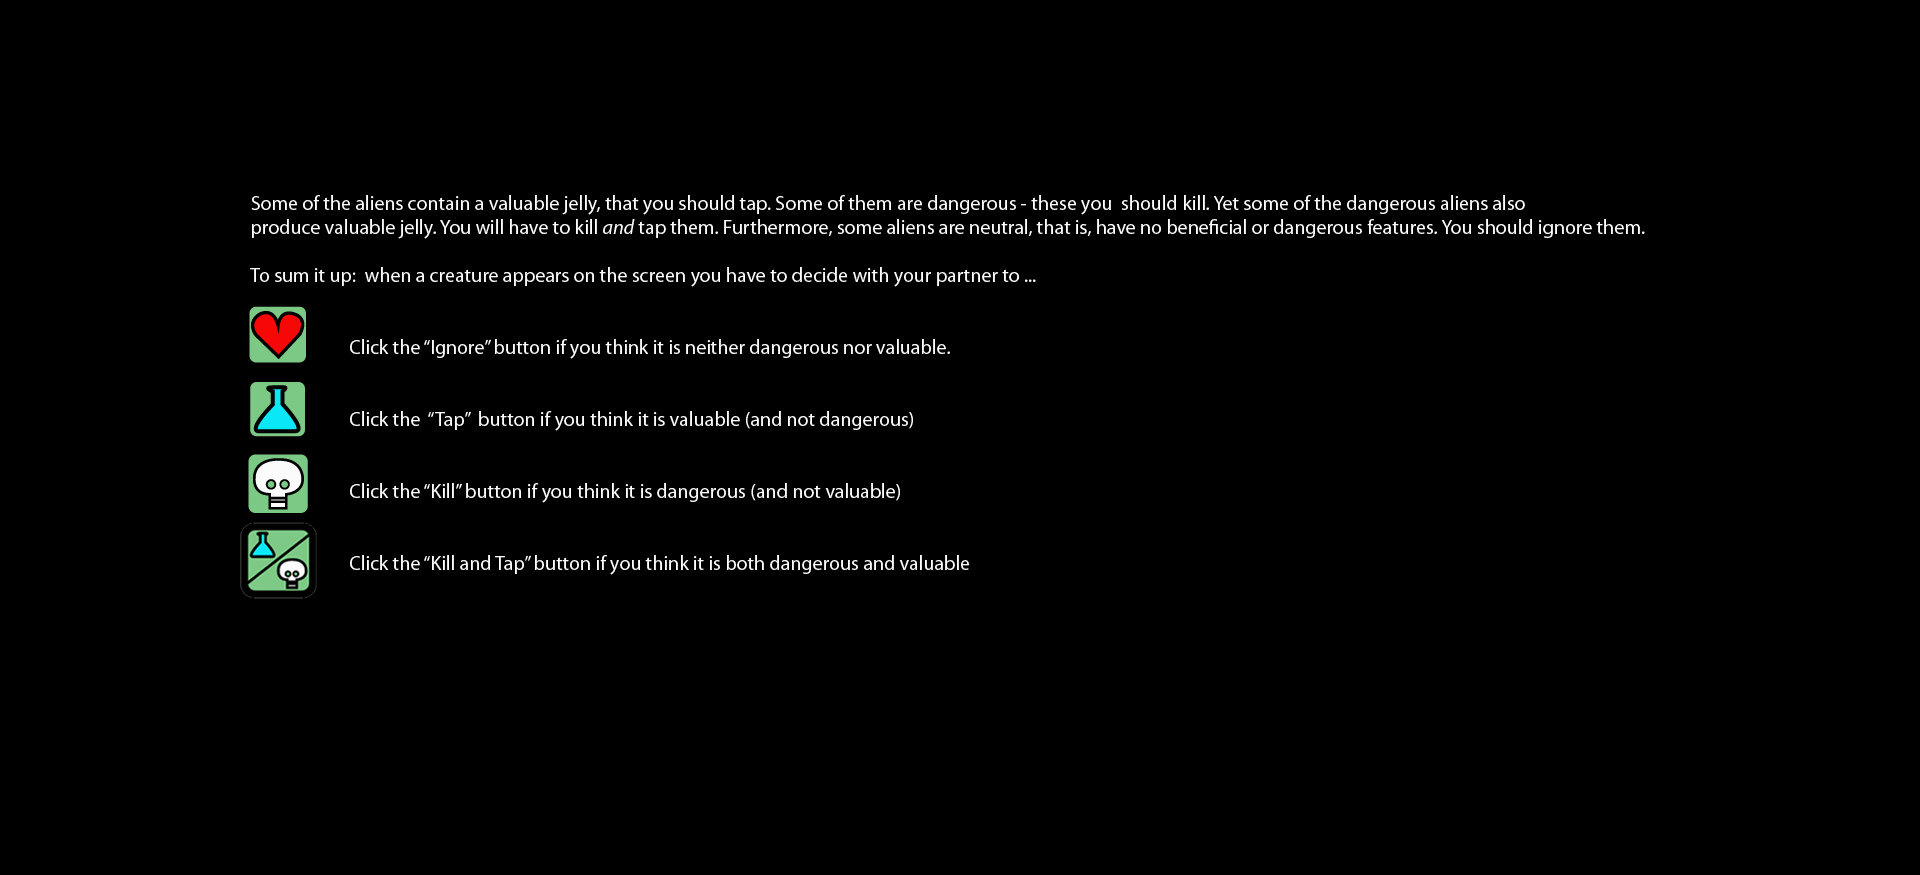 Some of the aliens contain a valuable jelly, that you should tap. Some of them are dangerous - these you  should kill. Yet some of the dangerous aliens also
produce valuable jelly. You will have to kill and tap them. Furthermore, some aliens are neutral, that is, have no beneficial or dangerous features. You should ignore them.
To sum it up:  when a creature appears on the screen you have to decide with your partner to ...
Click the “Ignore” button if you think it is neither dangerous nor valuable.
Click the  “Tap”  button if you think it is valuable (and not dangerous)
Click the “Kill” button if you think it is dangerous (and not valuable)
Click the “Kill and Tap” button if you think it is both dangerous and valuable